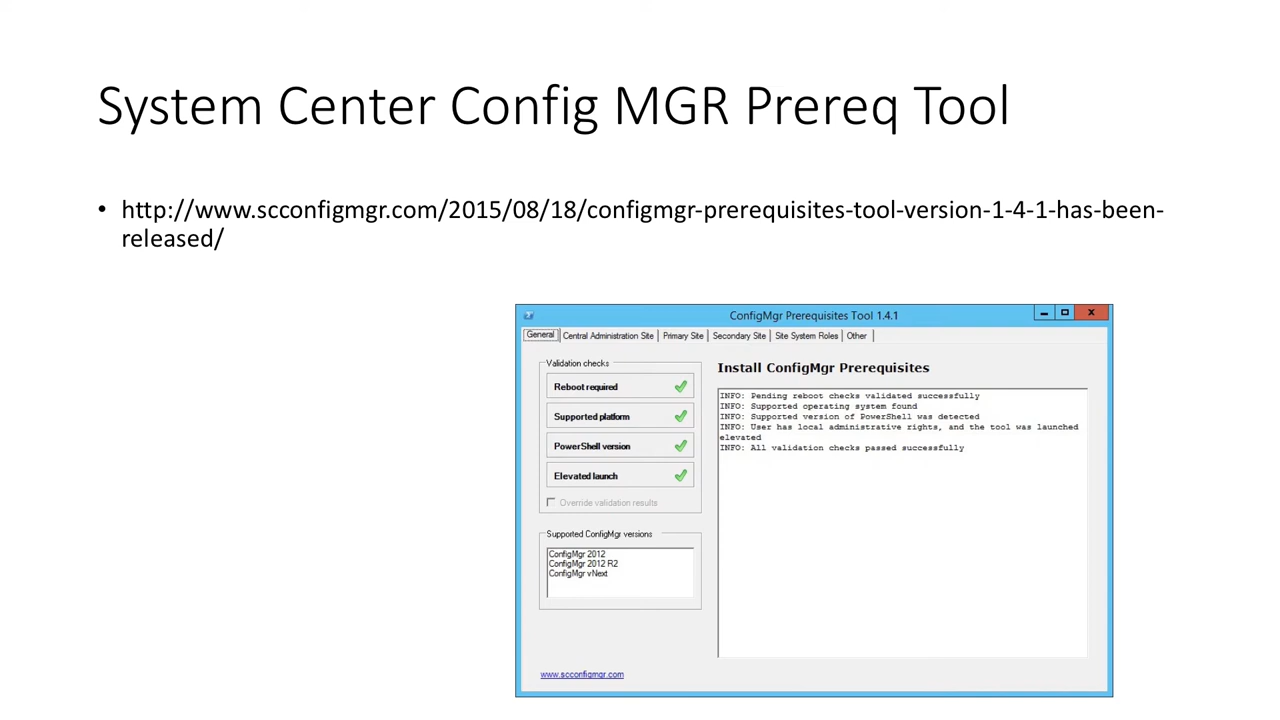 System Center Config MGR Prereq Tool
• http://www.scconfigmgr.com/2015/08/18/configmgr-prerequisites-tool-version-1-4-1-has-been-
released/
ConfigMgr Prerequisites Tool 1.4.1
General Central Administration Site Primary Site Secondary Site Site System Roles Other
Validation checks
Reboot required
Supported platform
PowerShell version
Elevated launch
Override validation results
Supported ConfigMgr versions
ConfigMgr 2012
ConfigMgr 2012 R2
ConfigMgr vNext
www.scconfigmgr.com
Install ConfigMgr Prerequisites
INFO: Pending reboot checks validated successfully
INFO: Supported operating system found
INFO: Supported version of PowerShell was detected
INFO: User has local administrative rights, and the tool was launched
elevated
INFO: All validation checks passed successfully